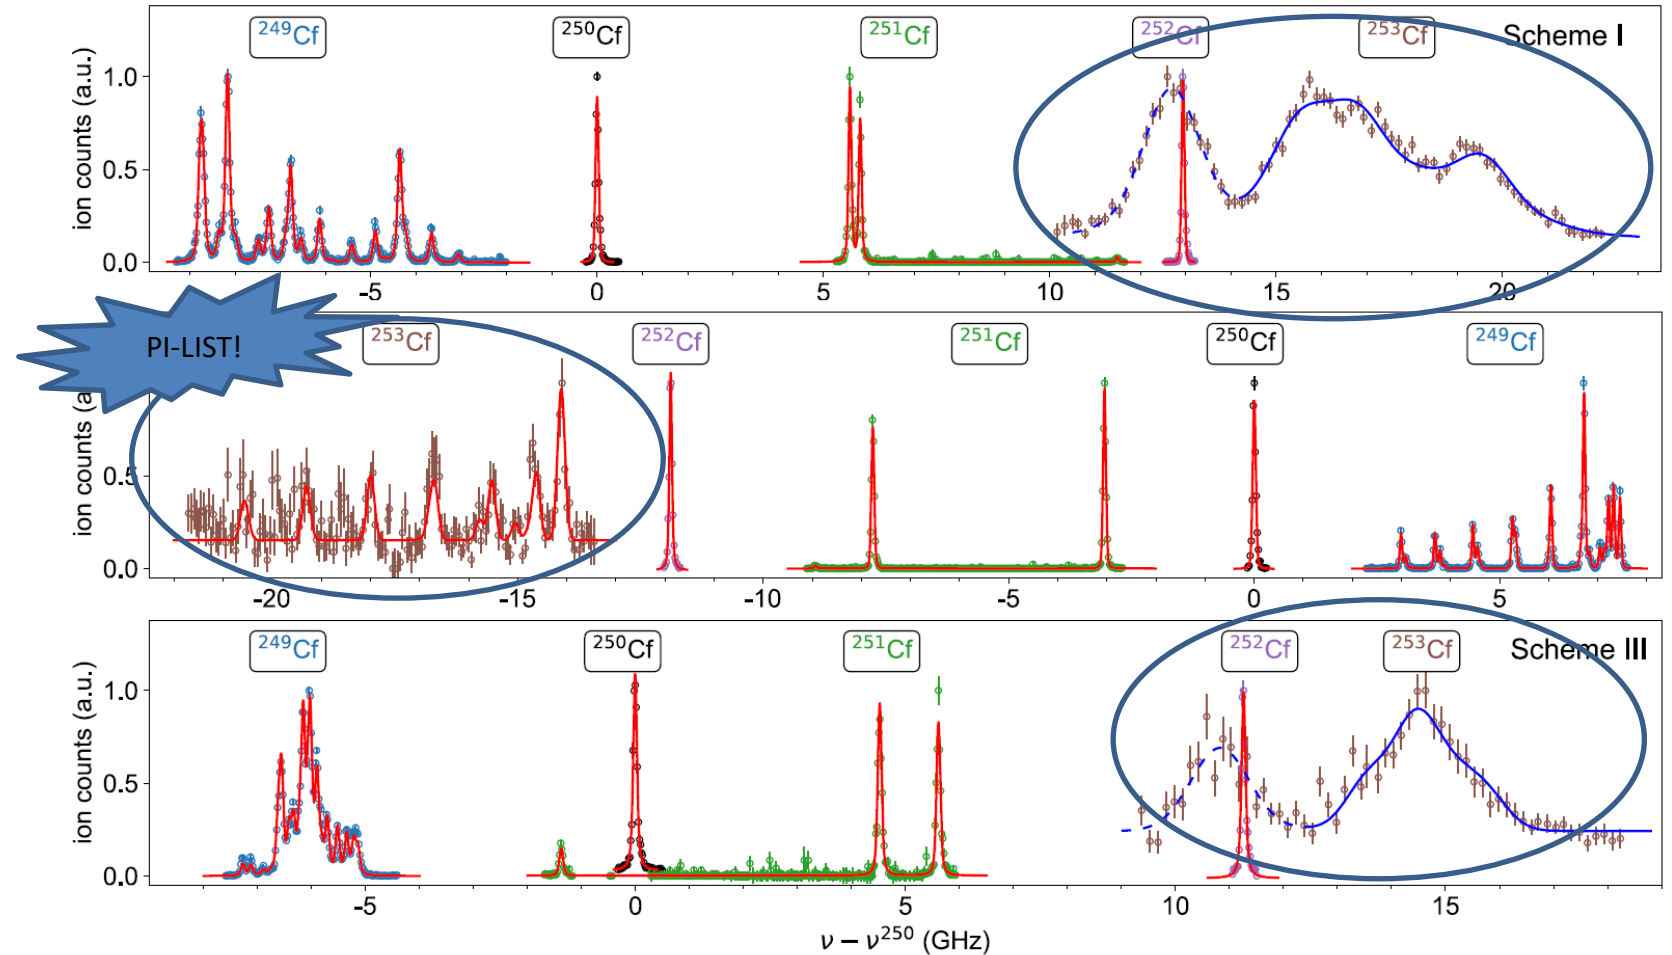 ²⁴⁹Cf ²⁵⁰Cf ²⁵¹Cf ²⁵²Cf ²⁵³Cf Scheme I
ion counts (a.u.)
1.0
0.5
0.0
-5 0 5 10 15 20
PI-LIST!
²⁵³Cf ²⁵²Cf ²⁵¹Cf ²⁵⁰Cf ²⁴⁹Cf
ion counts (a
0.5
0.0
-20 -15 -10 -5 0 5
²⁴⁹Cf ²⁵⁰Cf ²⁵¹Cf ²⁵²Cf ²⁵³Cf Scheme III
ion counts (a.u.)
1.0
0.5
0.0
-5 0 5 10 15
ν − ν²⁵⁰ (GHz)